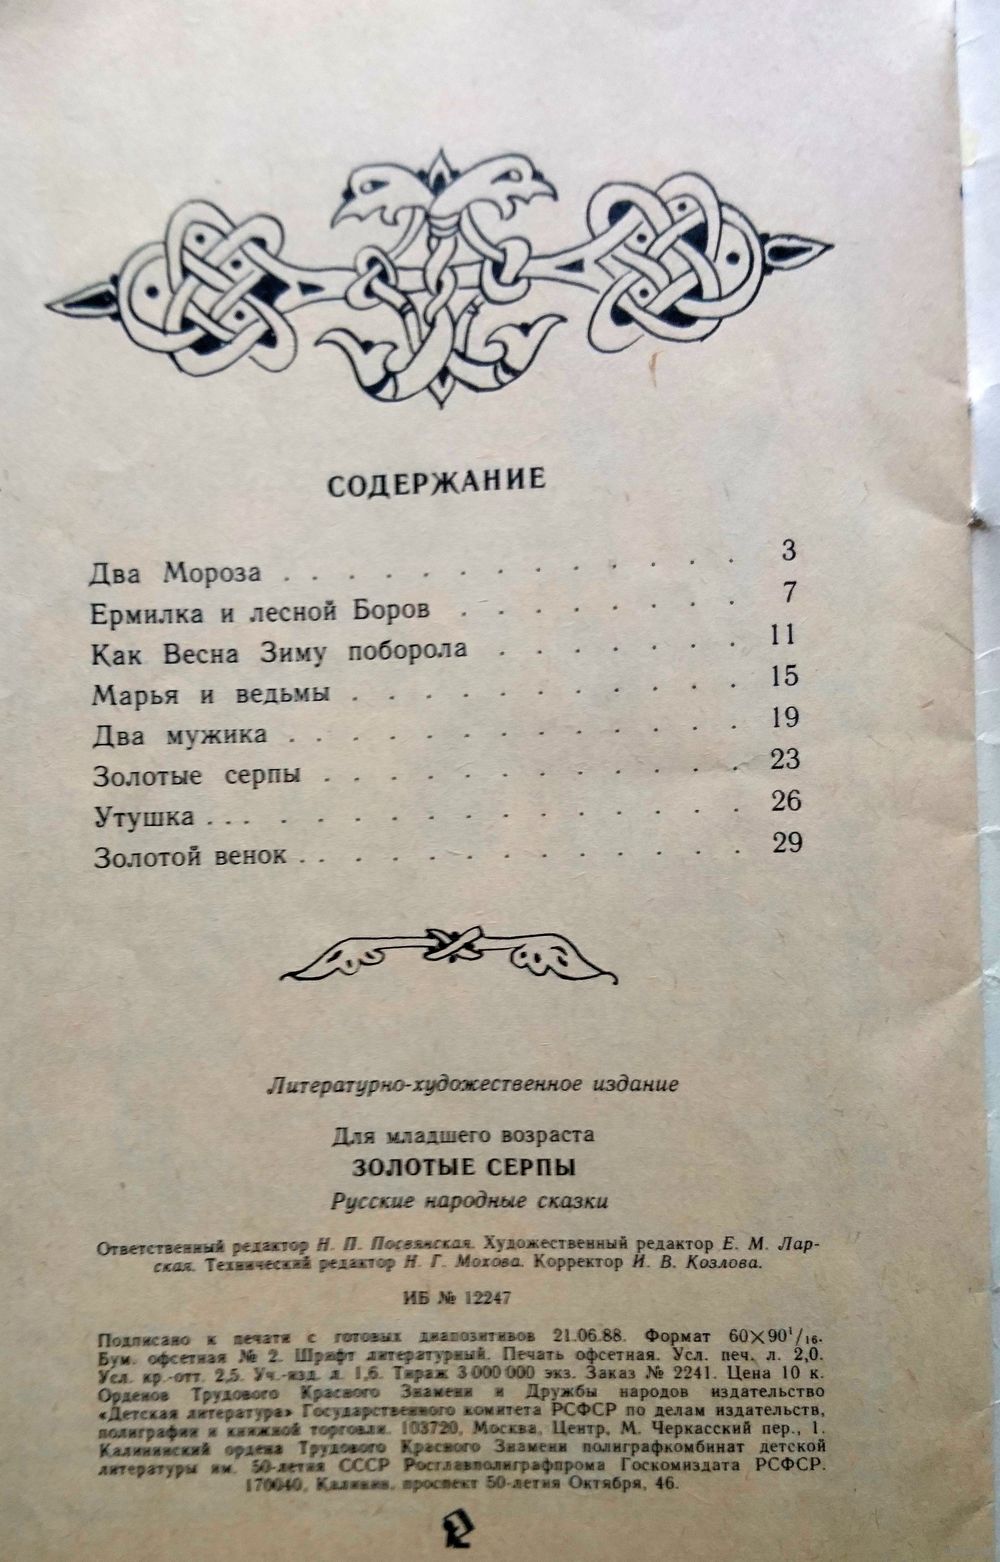 СОДЕРЖАНИЕ
Два Мороза . . . . . . . . . . . . . 3
Ермилка и лесной Боров . . . . . . . . 7
Как Весна Зиму поборола . . . . . . . 11
Марья и ведьмы . . . . . . . . . . . 15
Два мужика . . . . . . . . . . . . . 19
Золотые серпы . . . . . . . . . . . . 23
Утушка . . . . . . . . . . . . . . . 26
Золотой венок . . . . . . . . . . . . 29
Литературно-художественное издание
Для младшего возраста
ЗОЛОТЫЕ СЕРПЫ
Русские народные сказки
Ответственный редактор Н. П. Посвянская. Художественный редактор Е. М. Лар-
ская. Технический редактор Н. Г. Мохова. Корректор И. В. Козлова.
ИБ № 12247
Подписано к печати с готовых диапозитивов 21.06.88. Формат 60×90¹/₁₆.
Бум. офсетная № 2. Шрифт литературный. Печать офсетная. Усл. печ. л. 2,0.
Усл. кр.-отт. 2,5. Уч.-изд. л. 1,6. Тираж 3 000 000 экз. Заказ № 2241. Цена 10 к.
Орденов Трудового Красного Знамени и Дружбы народов издательство
«Детская литература» Государственного комитета РСФСР по делам издательств,
полиграфии и книжной торговли. 103720, Москва, Центр, М. Черкасский пер., 1.
Калининский ордена Трудового Красного Знамени полиграфкомбинат детской
литературы им. 50-летия СССР Росглавполиграфпрома Госкомиздата РСФСР.
170040, Калинин, проспект 50-летия Октября, 46.